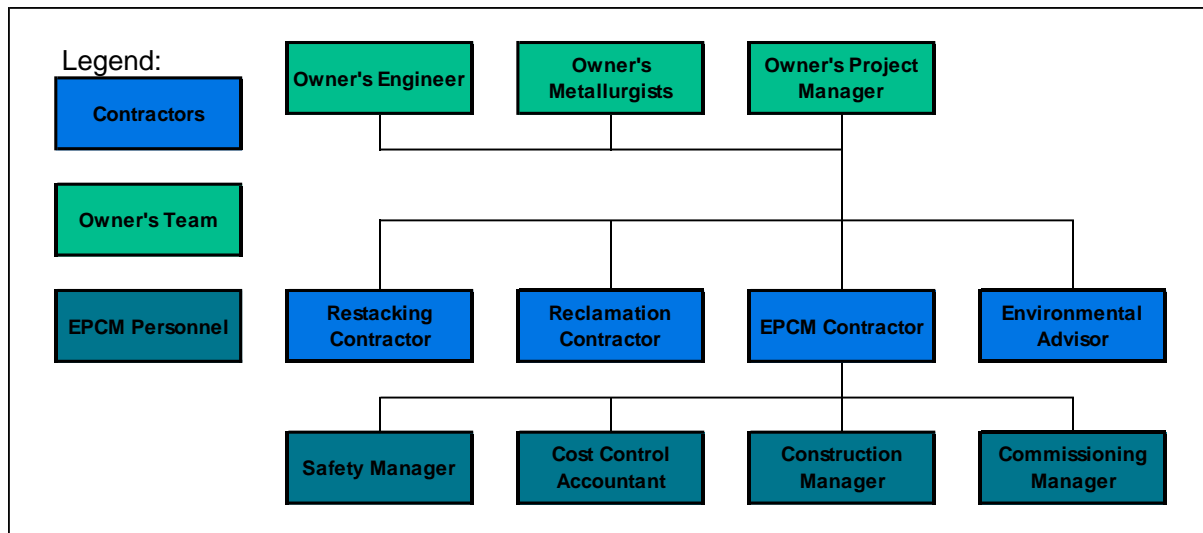 Legend:
Contractors
Owner's Team
EPCM Personnel
Owner's Engineer
Owner's
Metallurgists
Owner's Project
Manager
Restacking
Contractor
Reclamation
Contractor
EPCM Contractor
Environmental
Advisor
Safety Manager
Cost Control
Accountant
Construction
Manager
Commissioning
Manager